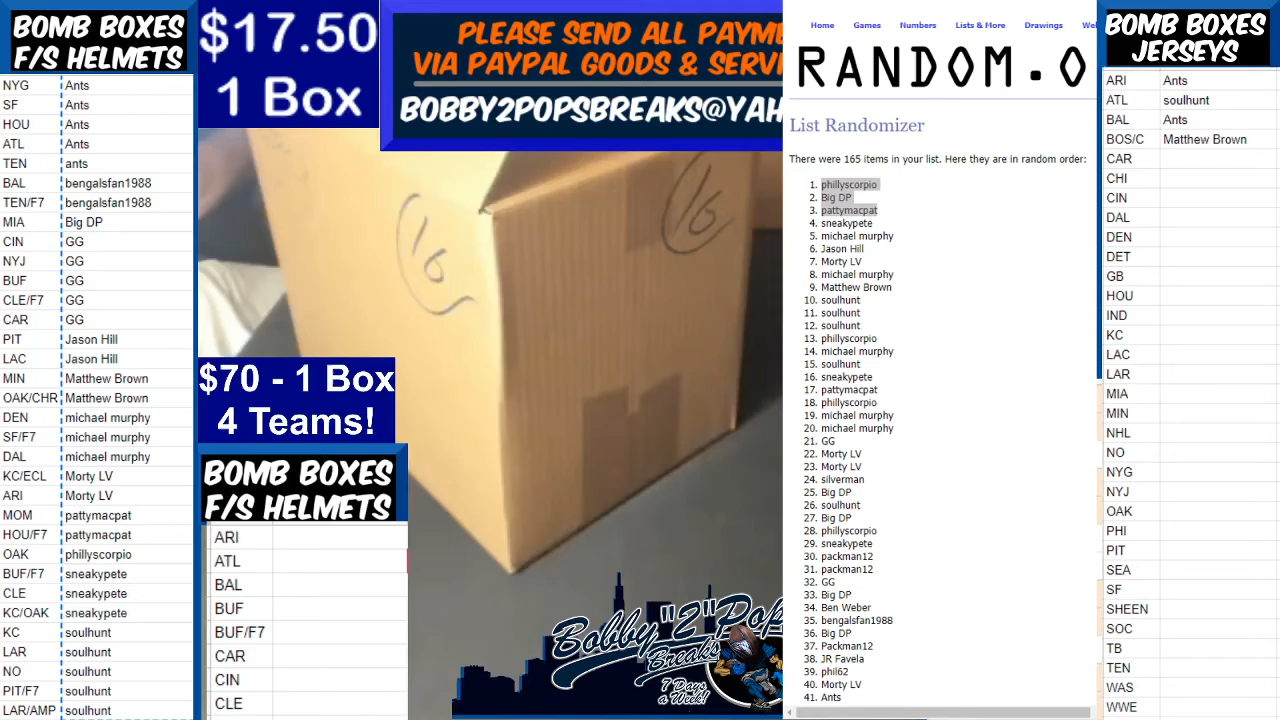 BOMB BOXES
F/S HELMETS
NYG Ants
SF Ants
HOU Ants
ATL Ants
TEN ants
BAL bengalsfan1988
TEN/F7 bengalsfan1988
MIA Big DP
CIN GG
NYJ GG
BUF GG
CLE/F7 GG
CAR GG
PIT Jason Hill
LAC Jason Hill
MIN Matthew Brown
OAK/CHR Matthew Brown
DEN michael murphy
SF/F7 michael murphy
DAL michael murphy
KC/ECL Morty LV
ARI Morty LV
MOM pattymacpat
HOU/F7 pattymacpat
OAK phillyscorpio
BUF/F7 sneakypete
CLE sneakypete
KC/OAK sneakypete
KC soulhunt
LAR soulhunt
NO soulhunt
PIT/F7 soulhunt
LAR/AMP soulhunt
$17.50
1 Box
$70 - 1 Box
4 Teams!
BOMB BOXES
F/S HELMETS
ARI
ATL
BAL
BUF
BUF/F7
CAR
CIN
CLE
PLEASE SEND ALL PAYME
VIA PAYPAL GOODS & SERVI
BOBBY2POPSBREAKS@YAH
16
16
Bobby "2" Pop
Breaks
7 Days
a Week!
Home Games Numbers Lists & More Drawings Wel
RANDOM.O
List Randomizer
There were 165 items in your list. Here they are in random order:
1. phillyscorpio
2. Big DP
3. pattymacpat
4. sneakypete
5. michael murphy
6. Jason Hill
7. Morty LV
8. michael murphy
9. Matthew Brown
10. soulhunt
11. soulhunt
12. soulhunt
13. phillyscorpio
14. michael murphy
15. soulhunt
16. sneakypete
17. pattymacpat
18. phillyscorpio
19. michael murphy
20. michael murphy
21. GG
22. Morty LV
23. Morty LV
24. silverman
25. Big DP
26. soulhunt
27. Big DP
28. phillyscorpio
29. sneakypete
30. packman12
31. packman12
32. GG
33. Big DP
34. Ben Weber
35. bengalsfan1988
36. Big DP
37. Packman12
38. JR Favela
39. phil62
40. Morty LV
41. Ants
BOMB BOXES
JERSEYS
ARI Ants
ATL soulhunt
BAL Ants
BOS/C Matthew Brown
CAR
CHI
CIN
DAL
DEN
DET
GB
HOU
IND
KC
LAC
LAR
MIA
MIN
NHL
NO
NYG
NYJ
OAK
PHI
PIT
SEA
SF
SHEEN
SOC
TB
TEN
WAS
WWE